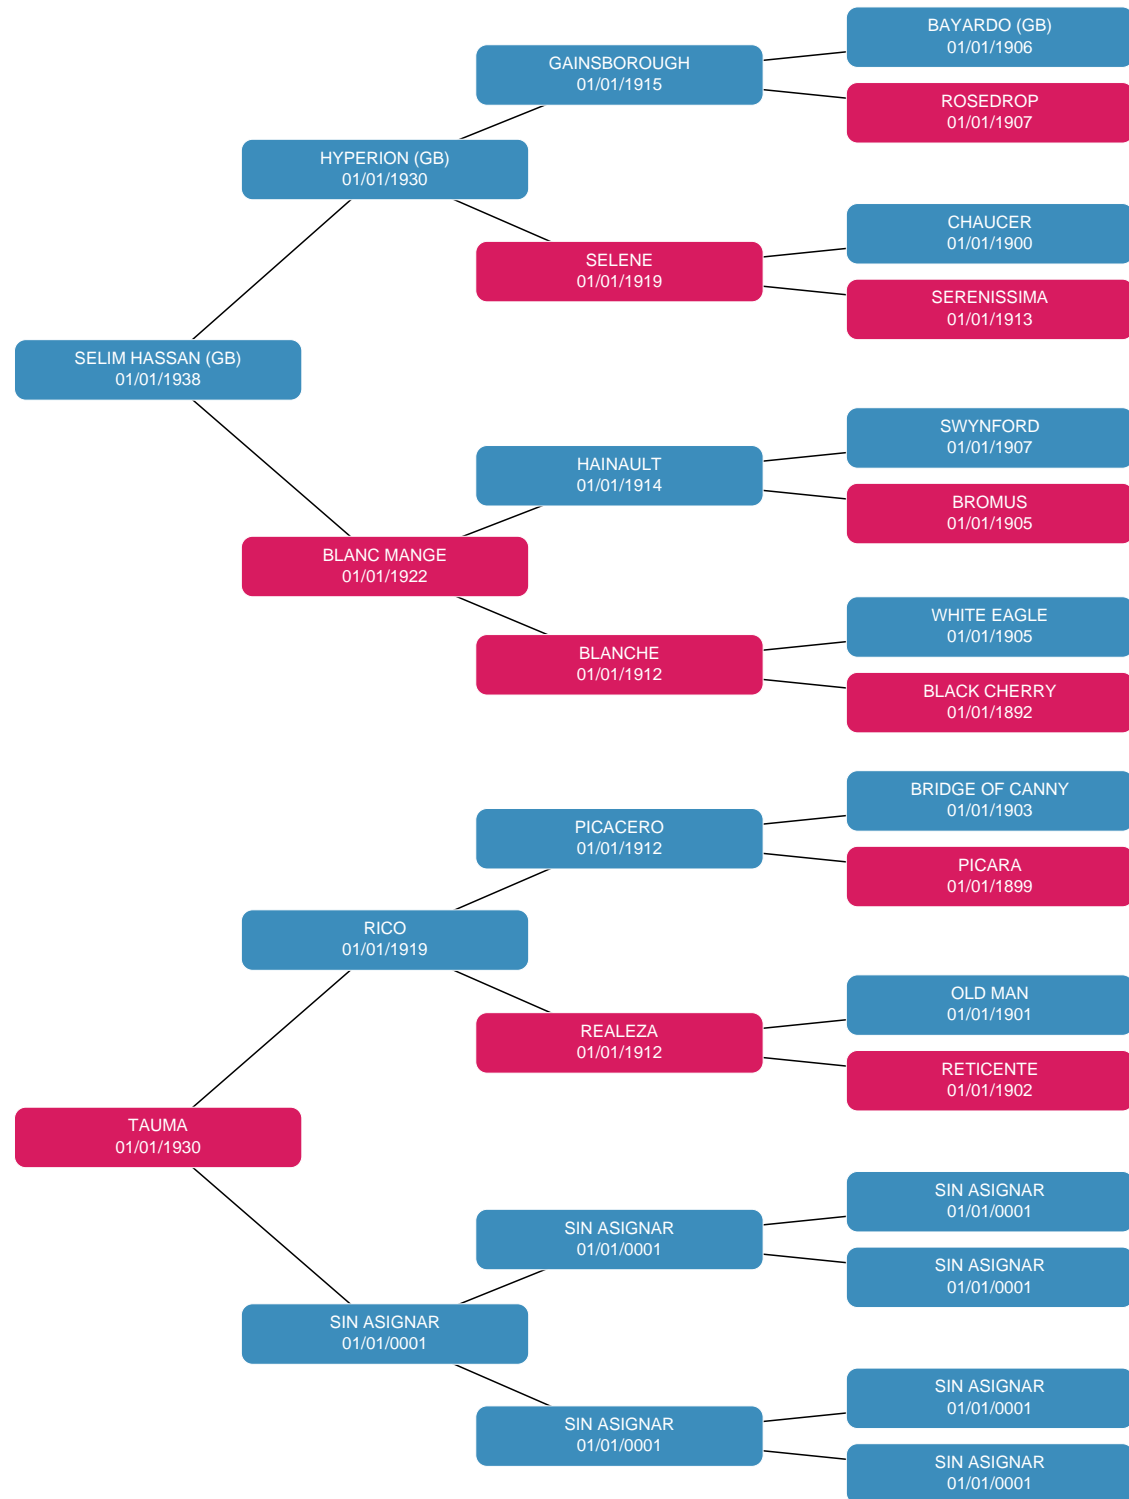 BAYARDO (GB)
01/01/1906
GAINSBOROUGH
01/01/1915
ROSEDROP
01/01/1907
HYPERION (GB)
01/01/1930
CHAUCER
01/01/1900
SELENE
01/01/1919
SERENISSIMA
01/01/1913
SELIM HASSAN (GB)
01/01/1938
SWYNFORD
01/01/1907
HAINAULT
01/01/1914
BROMUS
01/01/1905
BLANC MANGE
01/01/1922
WHITE EAGLE
01/01/1905
BLANCHE
01/01/1912
BLACK CHERRY
01/01/1892
BRIDGE OF CANNY
01/01/1903
PICACERO
01/01/1912
PICARA
01/01/1899
RICO
01/01/1919
OLD MAN
01/01/1901
REALEZA
01/01/1912
RETICENTE
01/01/1902
TAUMA
01/01/1930
SIN ASIGNAR
01/01/0001
SIN ASIGNAR
01/01/0001
SIN ASIGNAR
01/01/0001
SIN ASIGNAR
01/01/0001
SIN ASIGNAR
01/01/0001
SIN ASIGNAR
01/01/0001
SIN ASIGNAR
01/01/0001